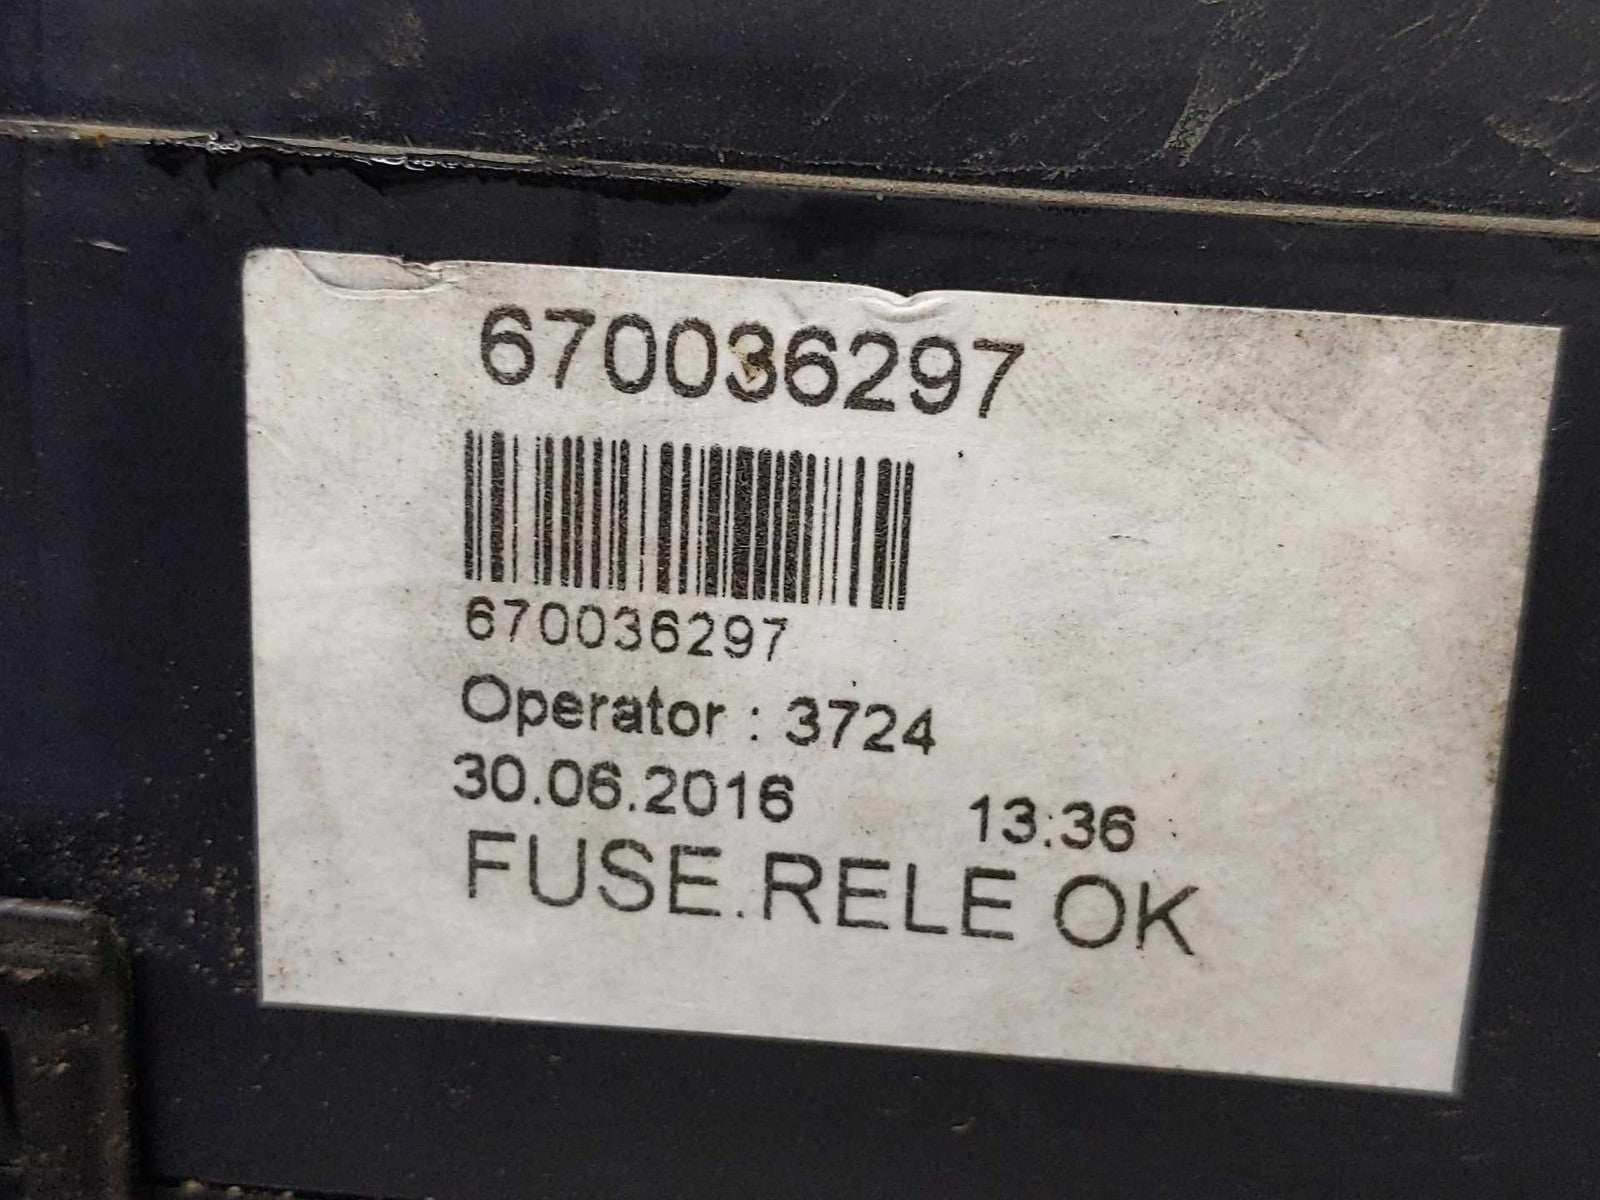 670036297
670036297
Operator : 3724
30.06.2016 13:36
FUSE.RELE OK